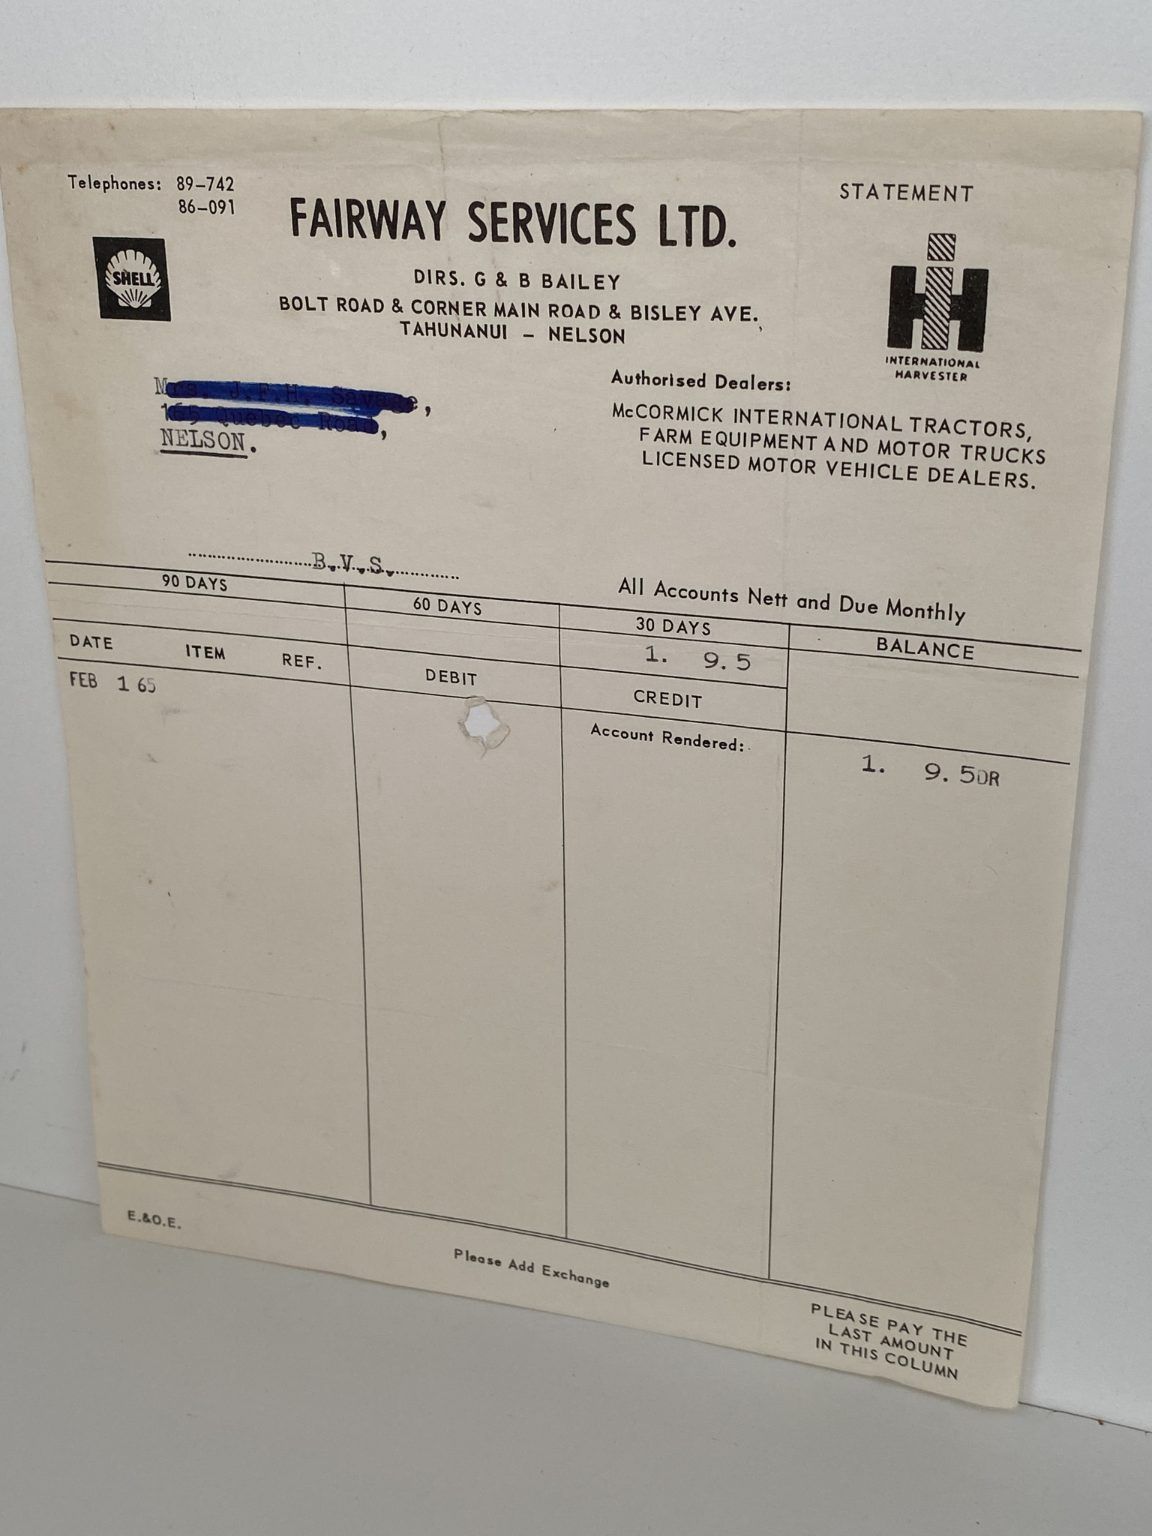 Telephones: 89-742
86-091
STATEMENT
FAIRWAY SERVICES LTD.
SHELL
DIRS. G & B BAILEY
BOLT ROAD & CORNER MAIN ROAD & BISLEY AVE.,
TAHUNANUI - NELSON
IH
INTERNATIONAL
HARVESTER
Authorised Dealers:
McCORMICK INTERNATIONAL TRACTORS,
FARM EQUIPMENT AND MOTOR TRUCKS
LICENSED MOTOR VEHICLE DEALERS.
NELSON.
B.V.S.
All Accounts Nett and Due Monthly
90 DAYS 60 DAYS 30 DAYS BALANCE
1. 9.5
DATE ITEM REF. DEBIT CREDIT
FEB 1 65
Account Rendered:
1. 9.5DR
E.&O.E.
Please Add Exchange
PLEASE PAY THE
LAST AMOUNT
IN THIS COLUMN